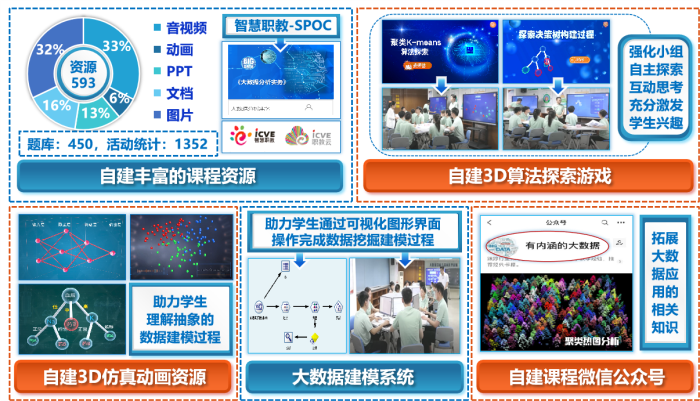 33%
6%
13%
16%
32%
资源
593
音视频
动画
PPT
文档
图片
题库：450，活动统计：1352
智慧职教-SPOC
《大数据分析实务》
icve
智慧职教
icve
职教云
自建丰富的课程资源
聚类K-means
算法探索
探索决策树构建过程
强化小组
自主探索
互动思考
充分激发
学生兴趣
自建3D算法探索游戏
助力学生
理解抽象的
数据建模过程
自建3D仿真动画资源
助力学生通过可视化图形界面
操作完成数据挖掘建模过程
大数据建模系统
公众号
有内涵的大数据
聚类热图分析
拓展
大数
据应
用的
相关
知识
自建课程微信公众号